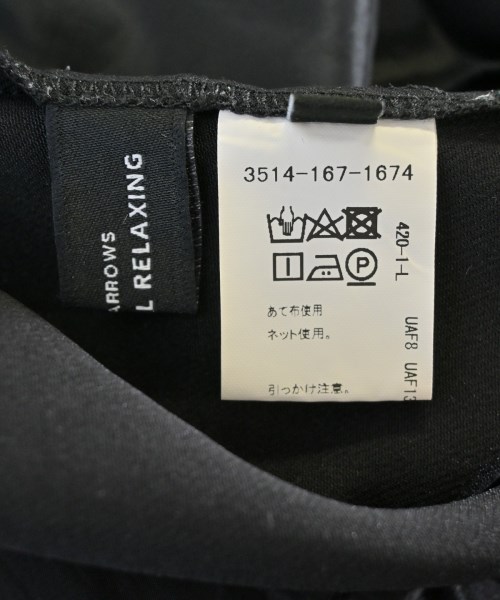 ARROWS
L RELAXING
3514-167-1674
420-1-L
あて布使用
ネット使用。
引っかけ注意。
UAF8 UAF13